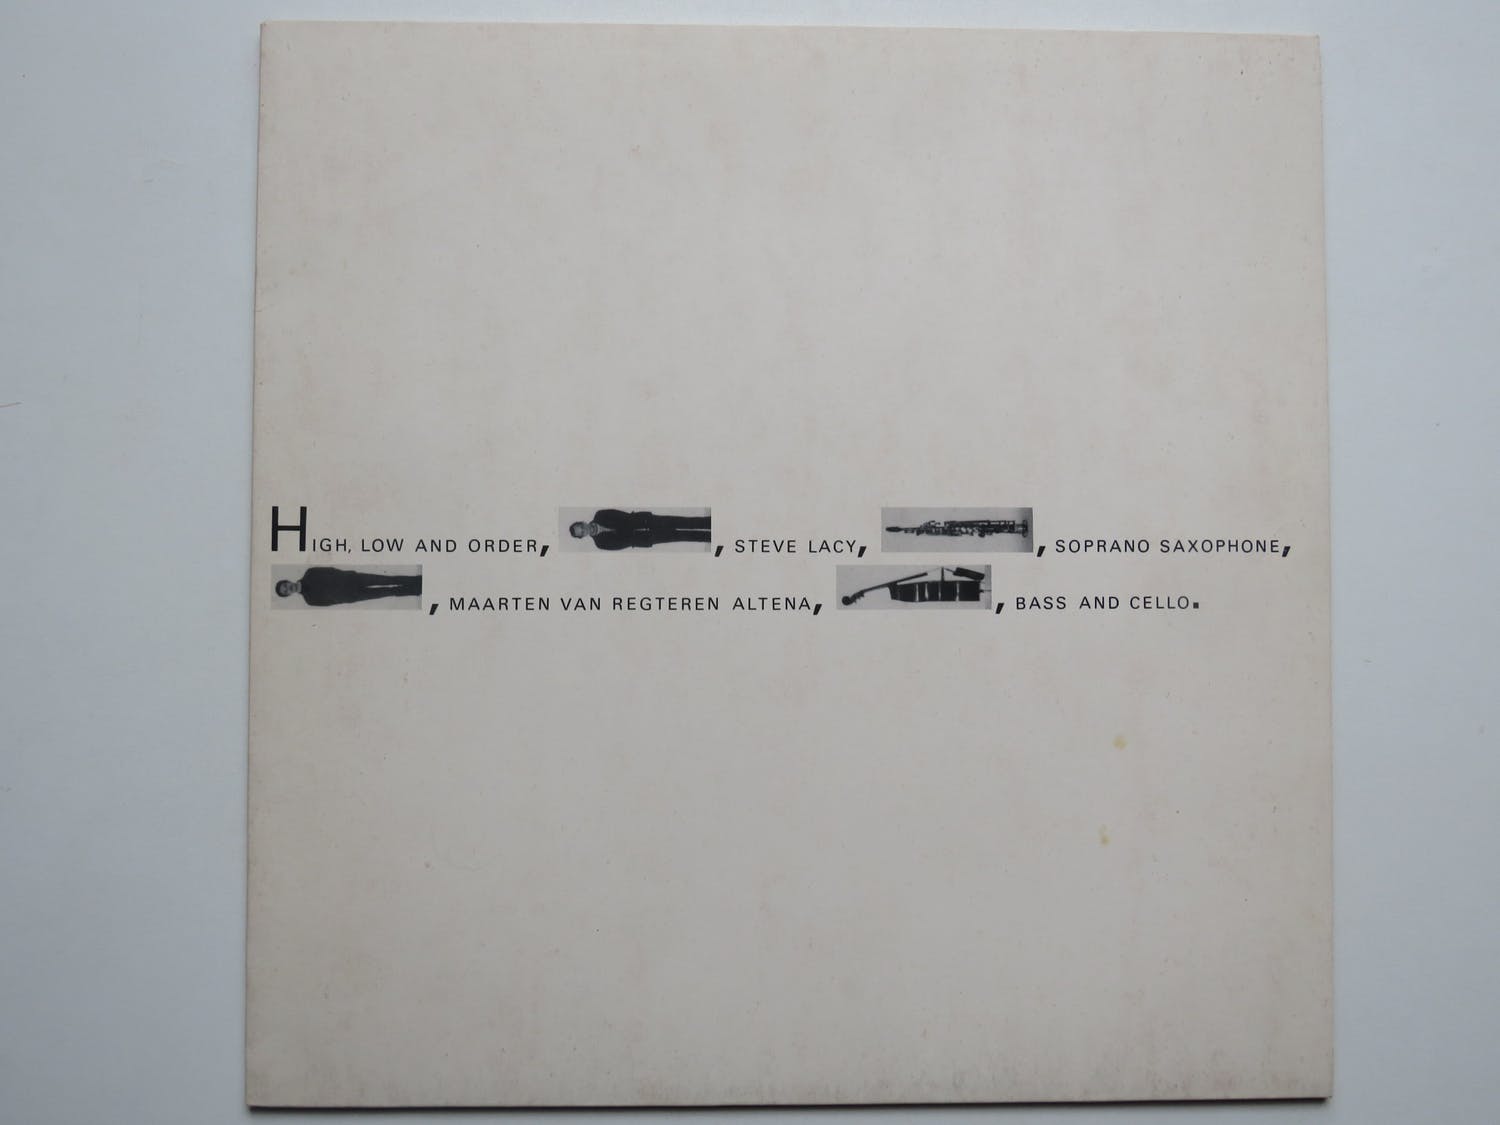 HIGH, LOW AND ORDER, , STEVE LACY, , SOPRANO SAXOPHONE,
, MAARTEN VAN REGTEREN ALTENA, , BASS AND CELLO.